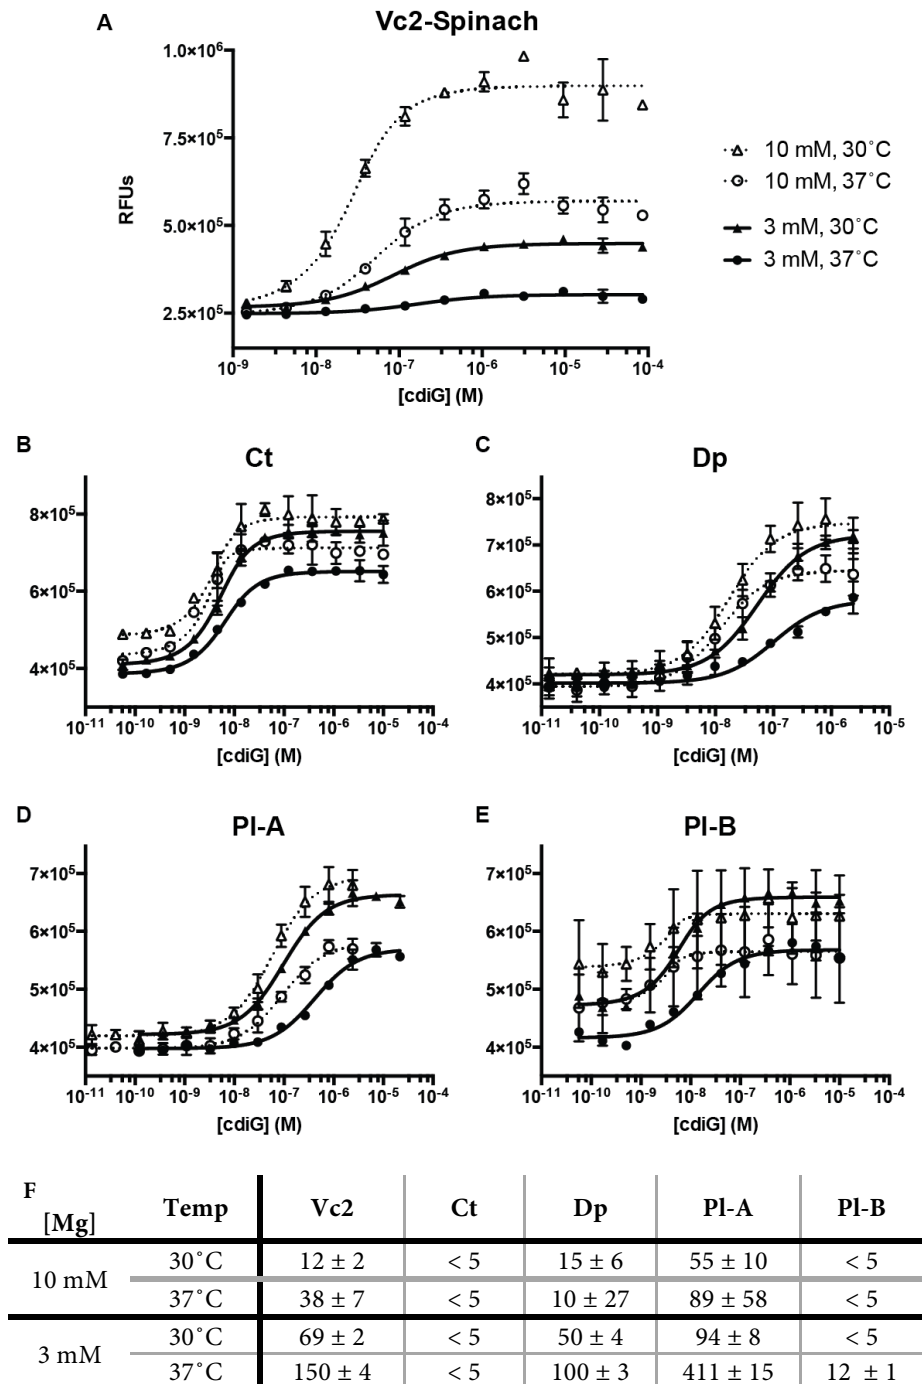 A
Vc2-Spinach
1.0×10⁶
7.5×10⁵
5.0×10⁵
2.5×10⁵
RFUs
10⁻⁹ 10⁻⁸ 10⁻⁷ 10⁻⁶ 10⁻⁵ 10⁻⁴
[cdiG] (M)
10 mM, 30˚C
10 mM, 37˚C
3 mM, 30˚C
3 mM, 37˚C
B
Ct
8×10⁵
6×10⁵
4×10⁵
10⁻¹¹ 10⁻¹⁰ 10⁻⁹ 10⁻⁸ 10⁻⁷ 10⁻⁶ 10⁻⁵ 10⁻⁴
[cdiG] (M)
C
Dp
8×10⁵
7×10⁵
6×10⁵
5×10⁵
4×10⁵
10⁻¹¹ 10⁻¹⁰ 10⁻⁹ 10⁻⁸ 10⁻⁷ 10⁻⁶ 10⁻⁵
[cdiG] (M)
D
Pl-A
7×10⁵
6×10⁵
5×10⁵
4×10⁵
10⁻¹¹ 10⁻¹⁰ 10⁻⁹ 10⁻⁸ 10⁻⁷ 10⁻⁶ 10⁻⁵ 10⁻⁴
[cdiG] (M)
E
Pl-B
7×10⁵
6×10⁵
5×10⁵
4×10⁵
10⁻¹¹ 10⁻¹⁰ 10⁻⁹ 10⁻⁸ 10⁻⁷ 10⁻⁶ 10⁻⁵ 10⁻⁴
[cdiG] (M)
F
[Mg] Temp Vc2 Ct Dp Pl-A Pl-B
10 mM
30˚C 12 ± 2 < 5 15 ± 6 55 ± 10 < 5
37˚C 38 ± 7 < 5 10 ± 27 89 ± 58 < 5
3 mM
30˚C 69 ± 2 < 5 50 ± 4 94 ± 8 < 5
37˚C 150 ± 4 < 5 100 ± 3 411 ± 15 12 ± 1